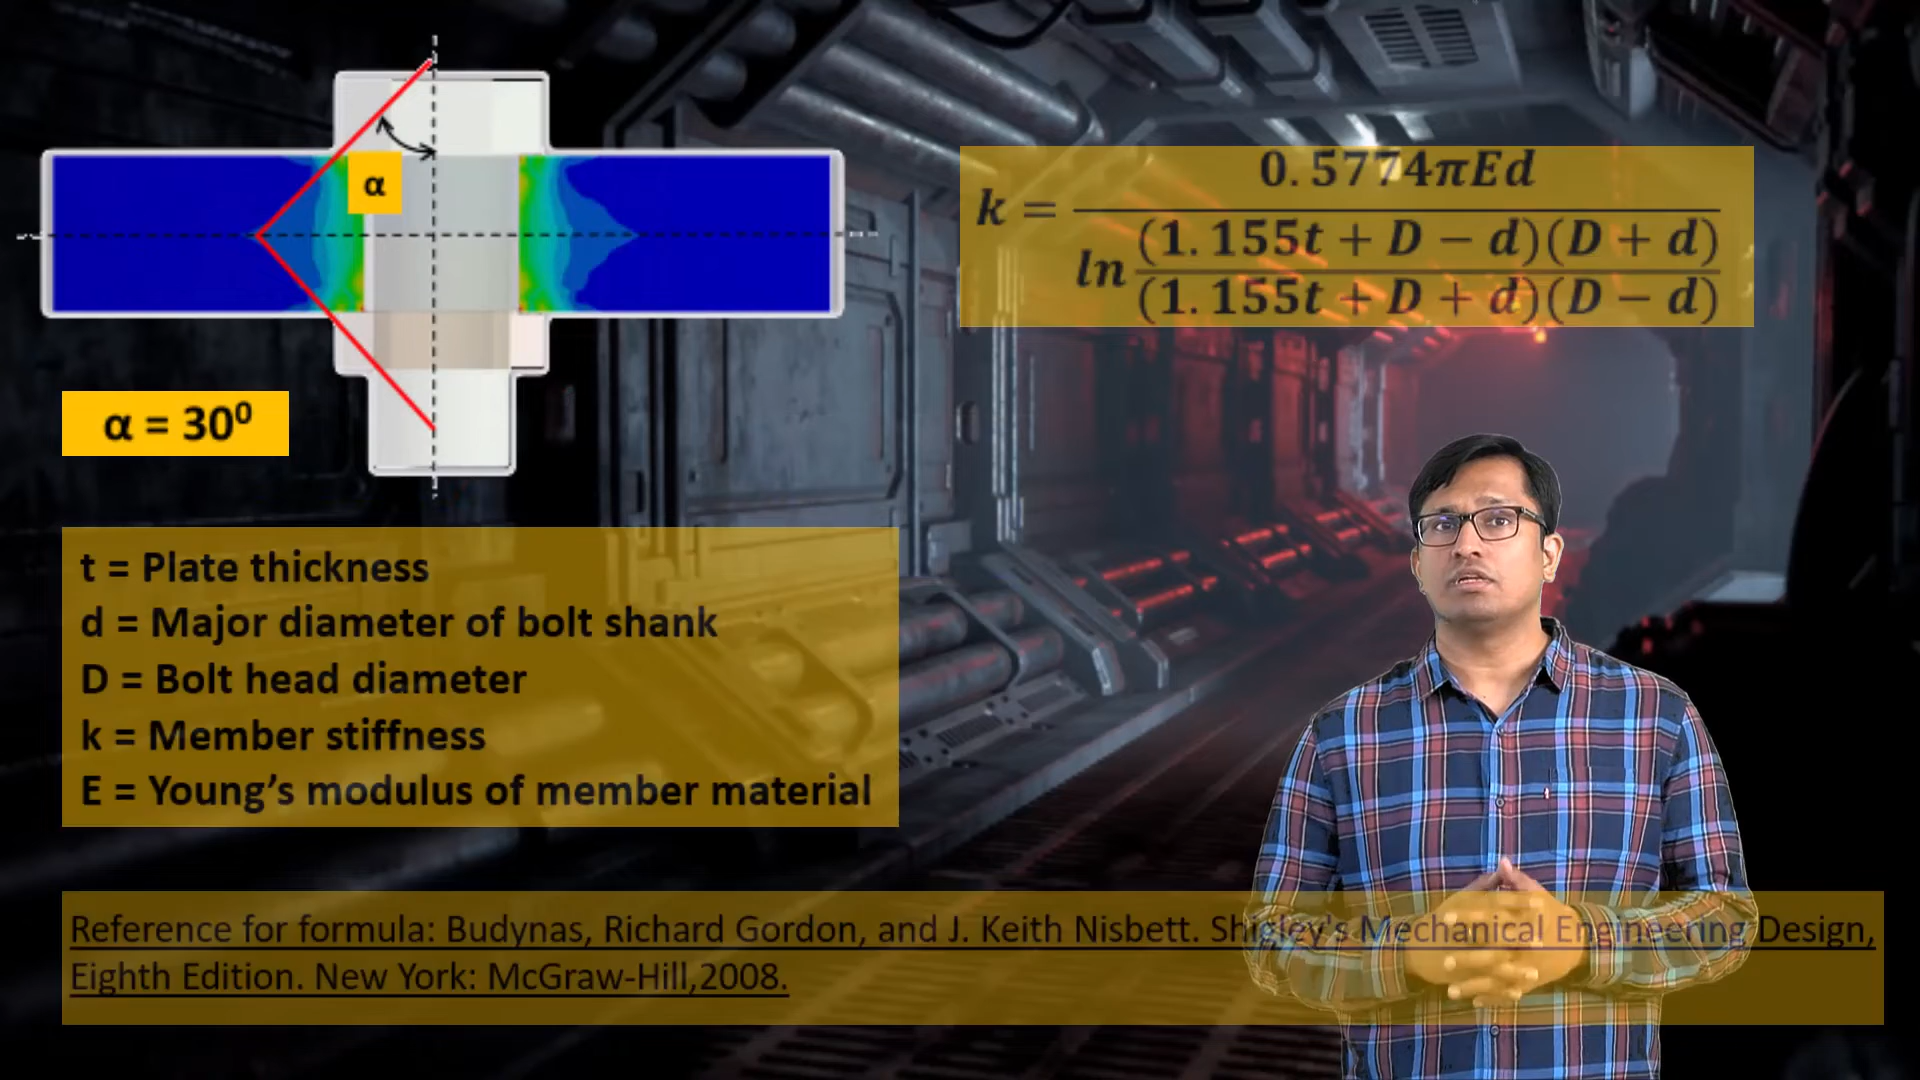 α
α = 30⁰
k = 0.5774πEd / ln (1.155t + D − d)(D + d) / (1.155t + D + d)(D − d)
t = Plate thickness
d = Major diameter of bolt shank
D = Bolt head diameter
k = Member stiffness
E = Young’s modulus of member material
Reference for formula: Budynas, Richard Gordon, and J. Keith Nisbett. Shigley's Mechanical Engineering Design,
Eighth Edition. New York: McGraw-Hill,2008.